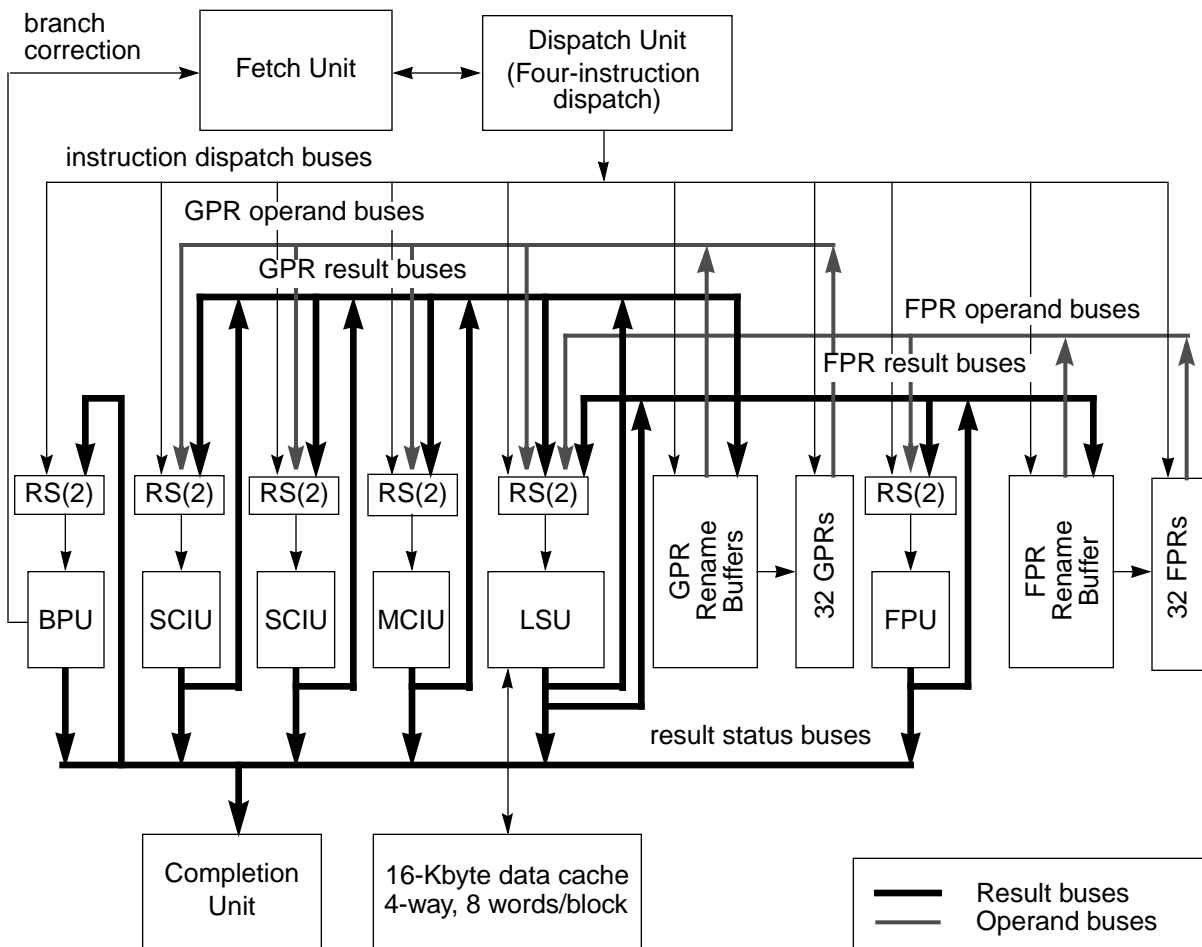 branch
correction
Fetch Unit
Dispatch Unit
(Four-instruction
dispatch)
instruction dispatch buses
GPR operand buses
GPR result buses
FPR operand buses
FPR result buses
RS(2)
RS(2)
RS(2)
RS(2)
RS(2)
RS(2)
BPU
SCIU
SCIU
MCIU
LSU
GPR
Rename
Buffers
32 GPRs
FPU
FPR
Rename
Buffer
32 FPRs
result status buses
Completion
Unit
16-Kbyte data cache
4-way, 8 words/block
Result buses
Operand buses